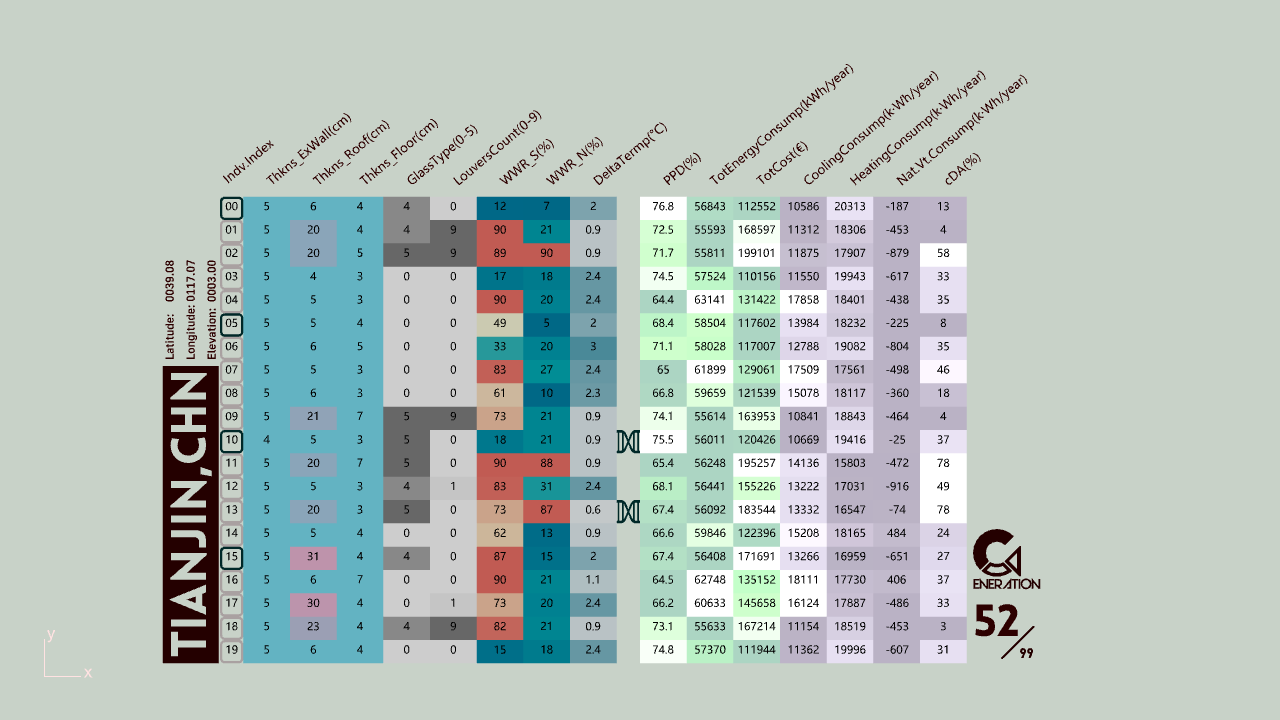 Indv.Index Thkns_ExWall(cm) Thkns_Roof(cm) Thkns_Floor(cm) GlassType(0-5) LouversCount(0-9) WWR_S(%) WWR_N(%) DeltaTermp(°C) PPD(%) TotEnergyConsump(kWh/year) TotCost(€) CoolingConsump(k·Wh/year) HeatingConsump(k·Wh/year) Nat.Vt.Consump(k·Wh/year) cDA(%)
00 5 6 4 4 0 12 7 2 76.8 56843 112552 10586 20313 -187 13
01 5 20 4 4 9 90 21 0.9 72.5 55593 168597 11312 18306 -453 4
02 5 20 5 5 9 89 90 0.9 71.7 55811 199101 11875 17907 -879 58
03 5 4 3 0 0 17 18 2.4 74.5 57524 110156 11550 19943 -617 33
04 5 5 3 0 0 90 20 2.4 64.4 63141 131422 17858 18401 -438 35
05 5 5 4 0 0 49 5 2 68.4 58504 117602 13984 18232 -225 8
06 5 6 5 0 0 33 20 3 71.1 58028 117007 12788 19082 -804 35
07 5 5 3 0 0 83 27 2.4 65 61899 129061 17509 17561 -498 46
08 5 6 3 0 0 61 10 2.3 66.8 59659 121539 15078 18117 -360 18
09 5 21 7 5 9 73 21 0.9 74.1 55614 163953 10841 18843 -464 4
10 4 5 3 5 0 18 21 0.9 75.5 56011 120426 10669 19416 -25 37
11 5 20 7 5 0 90 88 0.9 65.4 56248 195257 14136 15803 -472 78
12 5 5 3 4 1 83 31 2.4 68.1 56441 155226 13222 17031 -916 49
13 5 20 3 5 0 73 87 0.6 67.4 56092 183544 13332 16547 -74 78
14 5 5 4 0 0 62 13 0.9 66.6 59846 122396 15208 18165 484 24
15 5 31 4 4 0 87 15 2 67.4 56408 171691 13266 16959 -651 27
16 5 6 7 0 0 90 21 1.1 64.5 62748 135152 18111 17730 406 37
17 5 30 4 0 1 73 20 2.4 66.2 60633 145658 16124 17887 -486 33
18 5 23 4 4 9 82 21 0.9 73.1 55633 167214 11154 18519 -453 3
19 5 6 4 0 0 15 18 2.4 74.8 57370 111944 11362 19996 -607 31
Latitude: 0039.08
Longitude: 0117.07
Elevation: 0003.00
TIANJIN,CHN
ENERATION
52/99
y
x